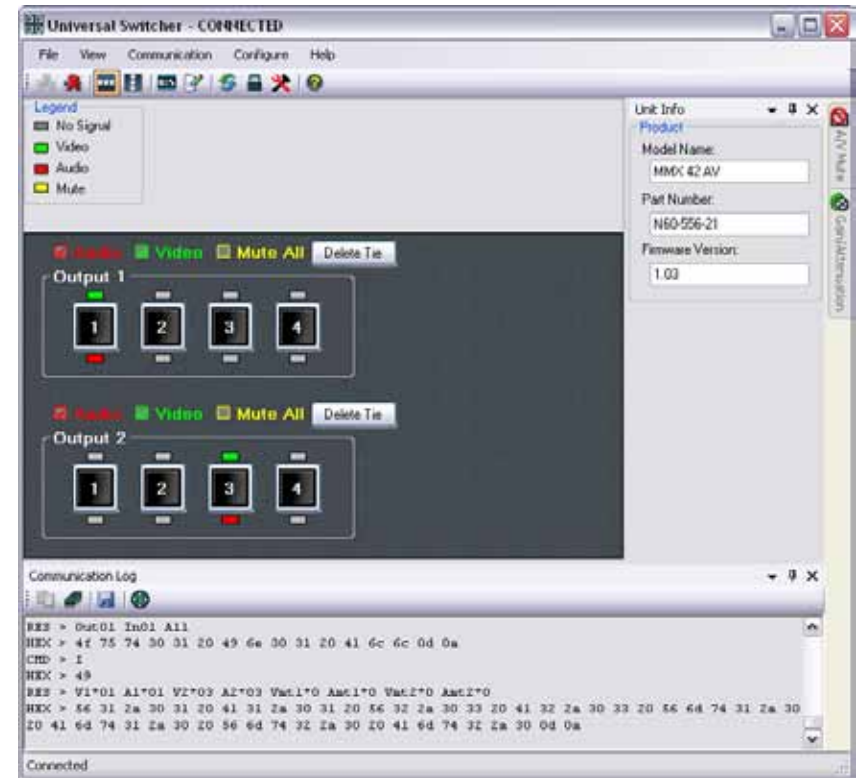 Universal Switcher - CONNECTED
File View Communication Configure Help
Legend
No Signal
Video
Audio
Mute
Unit Info
Product
Model Name:
MMX 42 AV
Part Number:
N60-556-21
Firmware Version:
1.03
A/V Mute
Gain/Attenuation
Audio Video Mute All Delete Tie
Output 1
1 2 3 4
Audio Video Mute All Delete Tie
Output 2
1 2 3 4
Communication Log
RES > Out01 In01 All
HEX > 4f 75 74 30 31 20 49 6e 30 31 20 41 6c 6c 0d 0a
CMD > I
HEX > 49
RES > V1*01 A1*01 V2*03 A2*03 Vmt1*0 Amt1*0 Vmt2*0 Amt2*0
HEX > 56 31 2a 30 31 20 41 31 2a 30 31 20 56 32 2a 30 33 20 41 32 2a 30 33 20 56 6d 74 31 2a 30
20 41 6d 74 31 2a 30 20 56 6d 74 32 2a 30 20 41 6d 74 32 2a 30 0d 0a
Connected